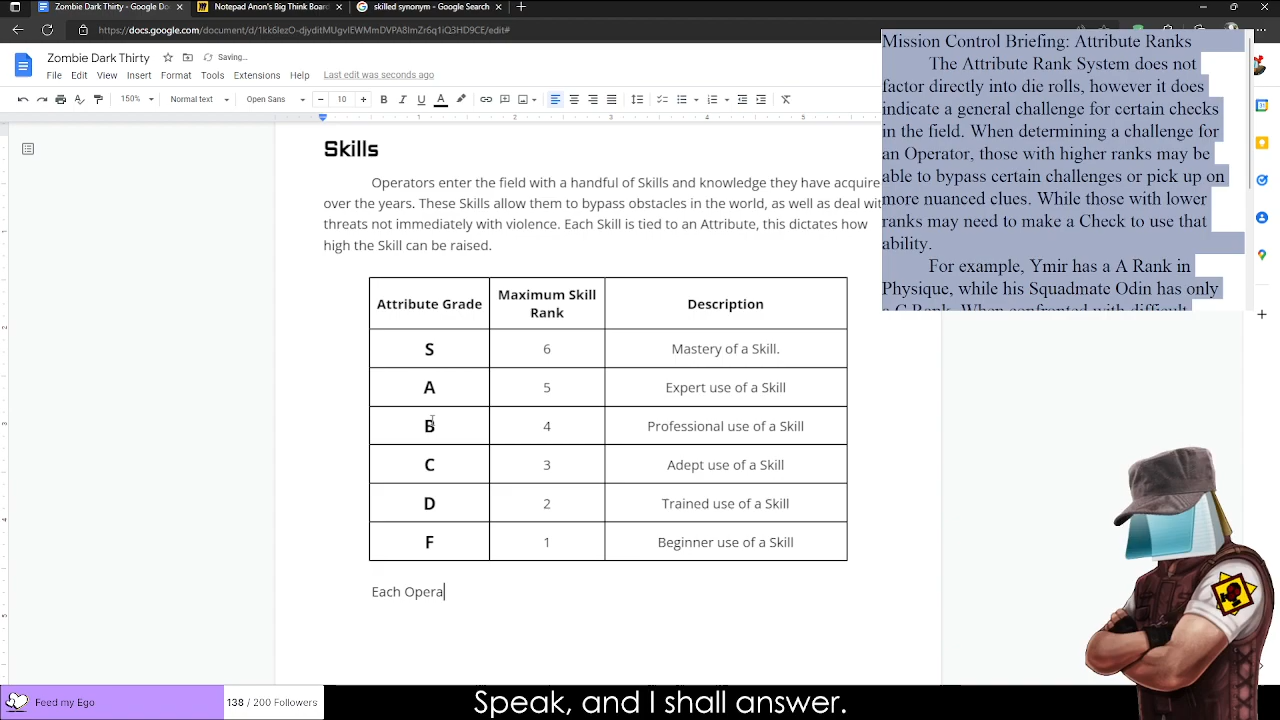 Zombie Dark Thirty - Google Do
Notepad Anon's Big Think Board
skilled synonym - Google Search
https://docs.google.com/document/d/1kk6IezO-djyditMUgvIEWMmDVPA8ImZr6q1iQ3HD9CE/edit#
Zombie Dark Thirty
Saving...
File Edit View Insert Format Tools Extensions Help Last edit was seconds ago
150% Normal text Open Sans 10 B I U A
Skills
Operators enter the field with a handful of Skills and knowledge they have acquire
over the years. These Skills allow them to bypass obstacles in the world, as well as deal wit
threats not immediately with violence. Each Skill is tied to an Attribute, this dictates how
high the Skill can be raised.
Attribute Grade Maximum Skill Rank Description
S 6 Mastery of a Skill.
A 5 Expert use of a Skill
B 4 Professional use of a Skill
C 3 Adept use of a Skill
D 2 Trained use of a Skill
F 1 Beginner use of a Skill
Each Opera
Mission Control Briefing: Attribute Ranks
The Attribute Rank System does not
factor directly into die rolls, however it does
indicate a general challenge for certain checks
in the field. When determining a challenge for
an Operator, those with higher ranks may be
able to bypass certain challenges or pick up on
more nuanced clues. While those with lower
ranks may need to make a Check to use that
ability.
For example, Ymir has a A Rank in
Physique, while his Squadmate Odin has only
a C Rank. When confronted with difficult
Feed my Ego
138 / 200 Followers
Speak, and I shall answer.